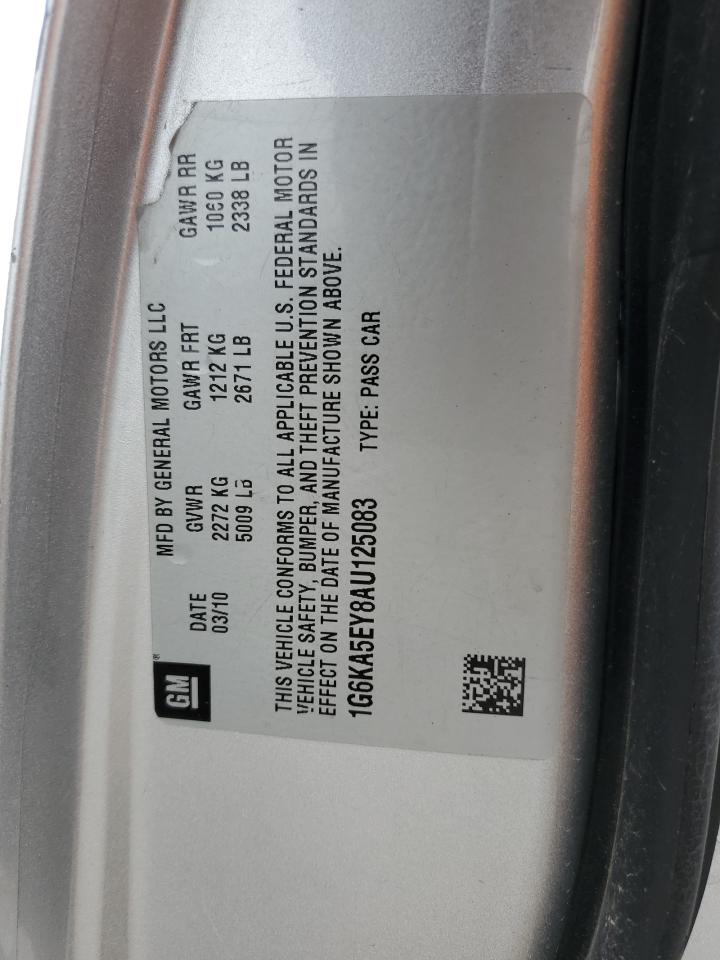 GM®
MFD BY GENERAL MOTORS LLC
DATE GVWR GAWR FRT GAWR RR
03/10 2272 KG 1212 KG 1060 KG
5009 LB 2671 LB 2338 LB
THIS VEHICLE CONFORMS TO ALL APPLICABLE U.S. FEDERAL MOTOR
VEHICLE SAFETY, BUMPER, AND THEFT PREVENTION STANDARDS IN
EFFECT ON THE DATE OF MANUFACTURE SHOWN ABOVE.
1G6KA5EY8AU125083 TYPE: PASS CAR